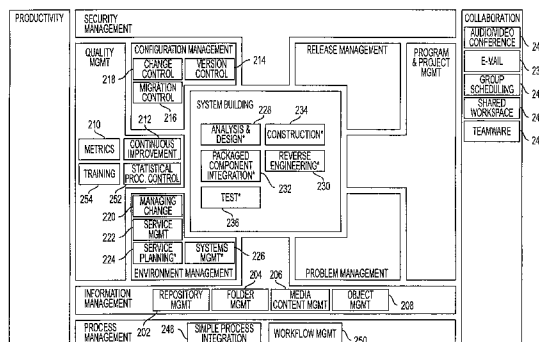 PRODUCTIVITY
SECURITY
MANAGEMENT
COLLABORATION
AUDIO/VIDEO
CONFERENCE
E-MAIL
GROUP
SCHEDULING
SHARED
WORKSPACE
TEAMWARE
QUALITY
MGMT
CONFIGURATION MANAGEMENT
CHANGE
CONTROL
VERSION
CONTROL
MIGRATION
CONTROL
214
218
216
RELEASE MANAGEMENT
PROGRAM
& PROJECT
MGMT
SYSTEM BUILDING
228
234
ANALYSIS &
DESIGN*
CONSTRUCTION*
PACKAGED
COMPONENT
INTEGRATION*
REVERSE
ENGINEERING*
232
230
TEST*
236
210
212
METRICS
CONTINUOUS
IMPROVEMENT
TRAINING
STATISTICAL
PROC. CONTROL
254
252
220
MANAGING
CHANGE
222
SERVICE
MGMT
224
SERVICE
PLANNING*
SYSTEMS
MGMT*
226
ENVIRONMENT MANAGEMENT
PROBLEM MANAGEMENT
204
206
INFORMATION
MANAGEMENT
REPOSITORY
MGMT
FOLDER
MGMT
MEDIA
CONTENT MGMT
OBJECT
MGMT
208
202
PROCESS
MANAGEMENT
248
SIMPLE PROCESS
INTEGRATION
WORKFLOW MGMT
250